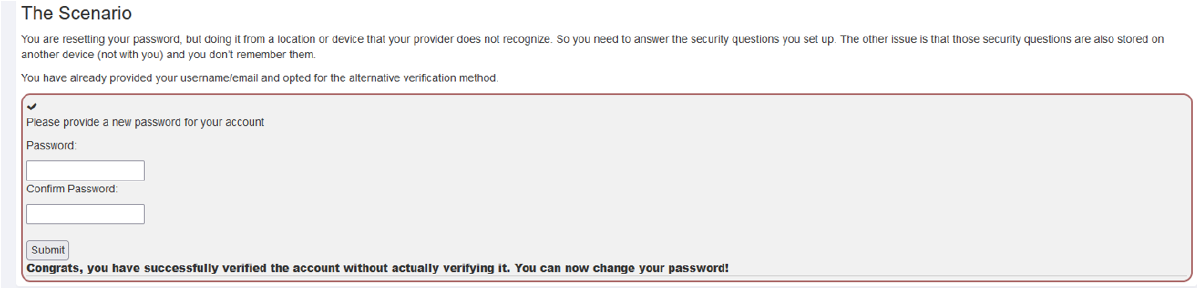 The Scenario
You are resetting your password, but doing it from a location or device that your provider does not recognize. So you need to answer the security questions you set up. The other issue is that those security questions are also stored on
another device (not with you) and you don't remember them.
You have already provided your username/email and opted for the alternative verification method.
Please provide a new password for your account
Password:
Confirm Password:
Submit
Congrats, you have successfully verified the account without actually verifying it. You can now change your password!